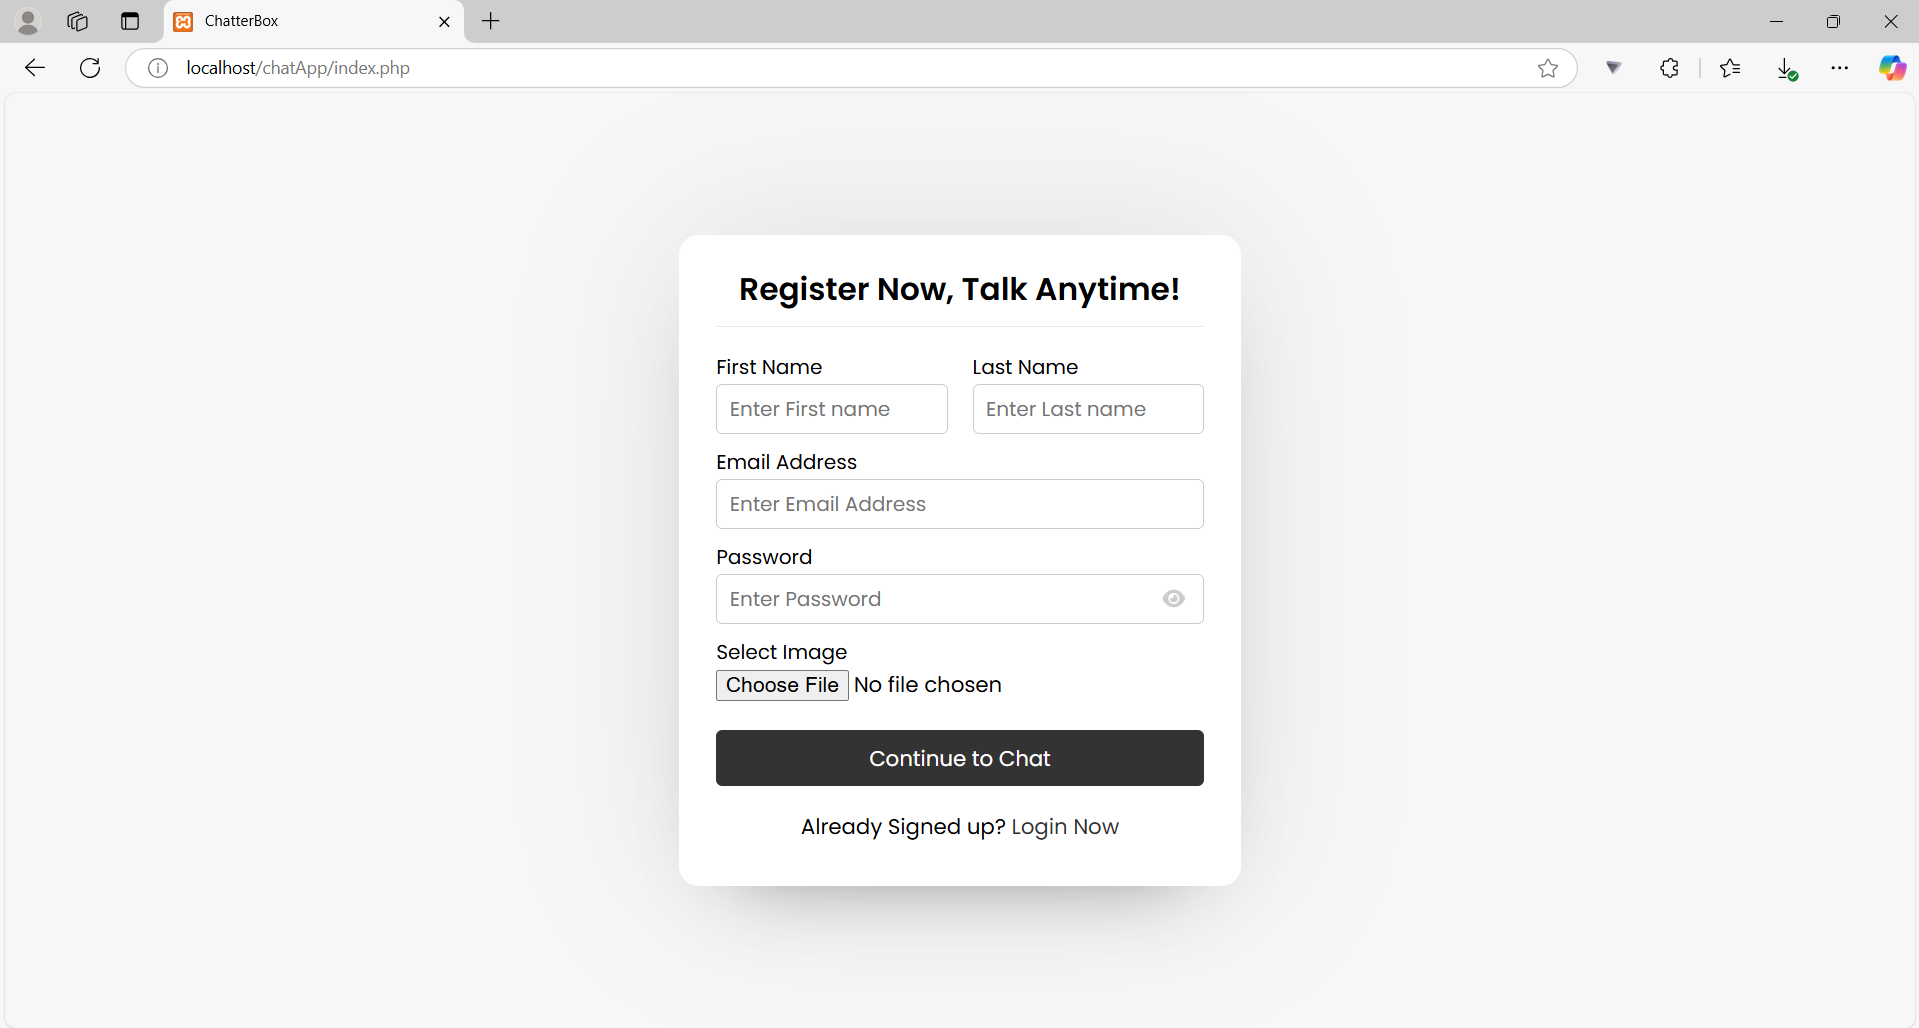 ChatterBox
localhost/chatApp/index.php
Register Now, Talk Anytime!
First Name Last Name
Enter First name Enter Last name
Email Address
Enter Email Address
Password
Enter Password
Select Image
Choose File No file chosen
Continue to Chat
Already Signed up? Login Now